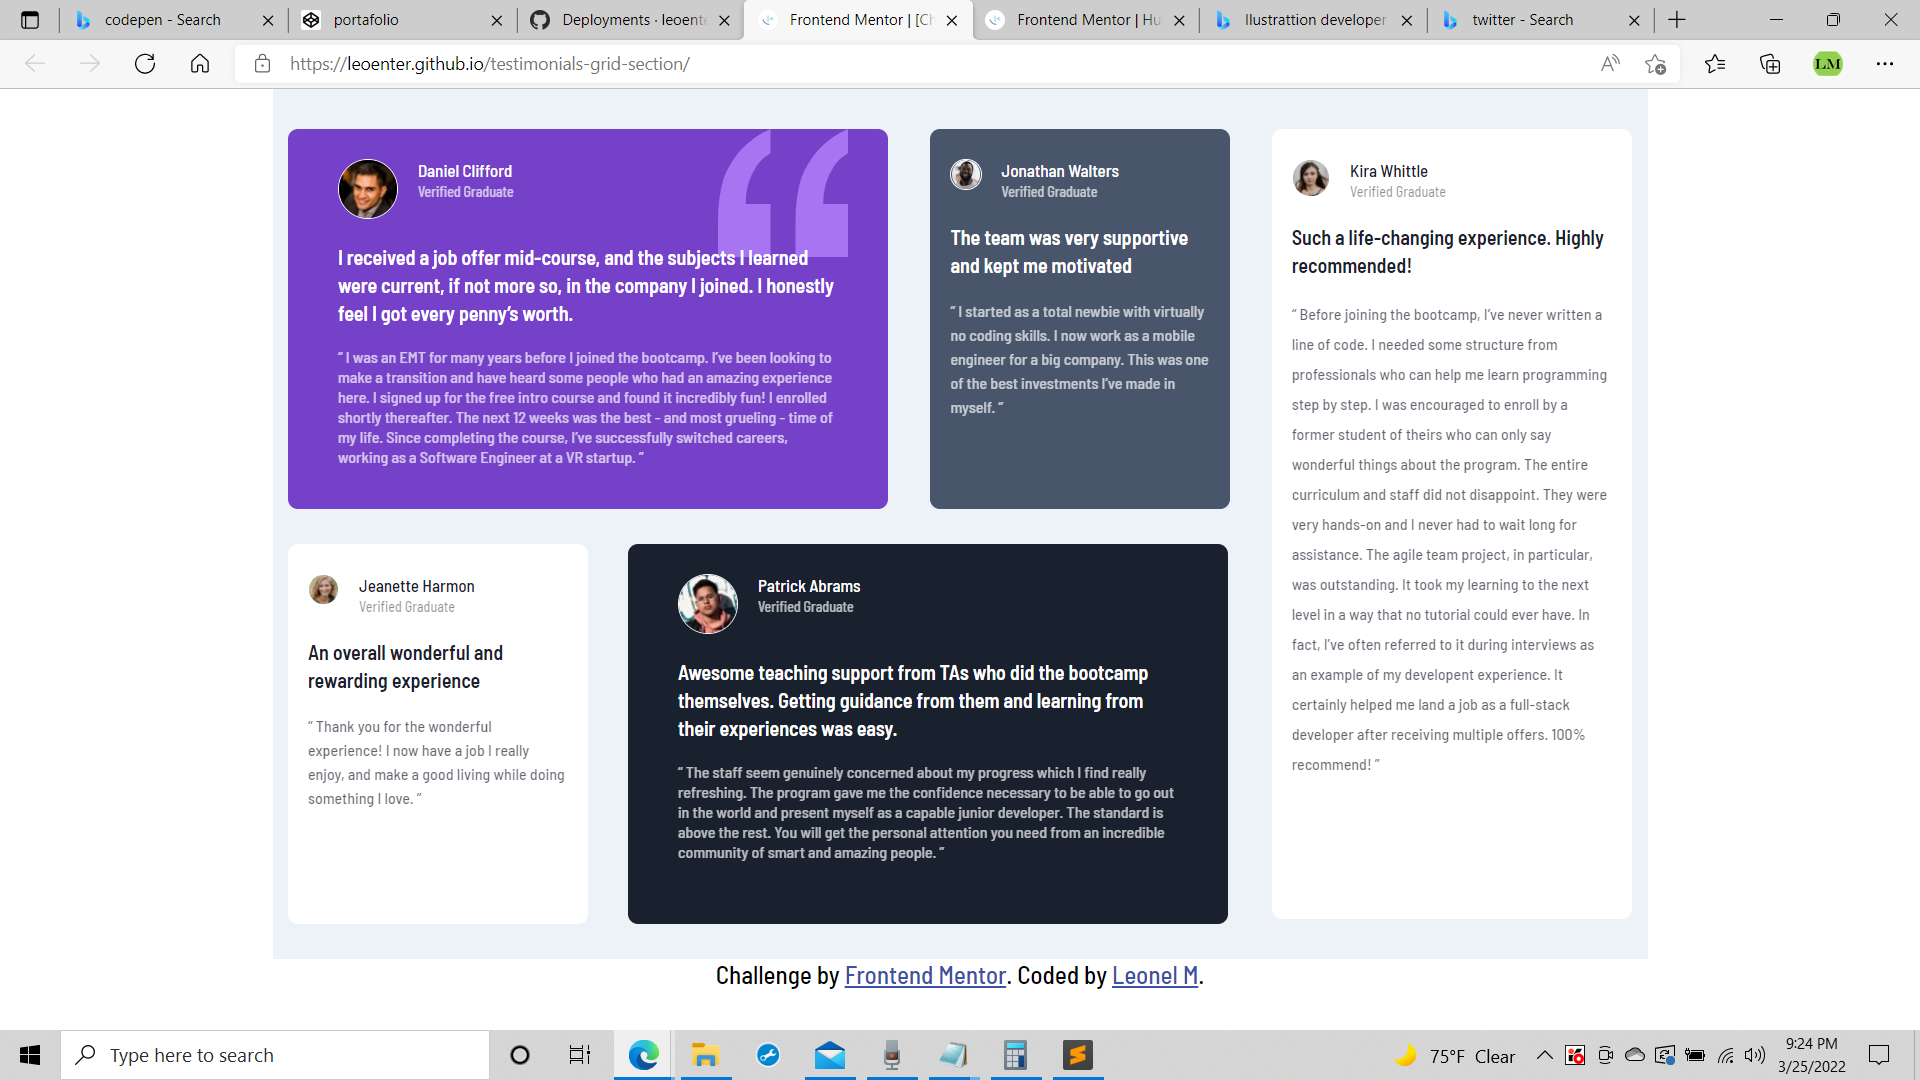 codepen - Search
portafolio
Deployments · leoente
Frontend Mentor | [Ch
Frontend Mentor | Hu
Ilustrattion developer
twitter - Search
https://leoenter.github.io/testimonials-grid-section/
LM
Daniel Clifford
Verified Graduate
I received a job offer mid-course, and the subjects I learned
were current, if not more so, in the company I joined. I honestly
feel I got every penny’s worth.
“ I was an EMT for many years before I joined the bootcamp. I’ve been looking to
make a transition and have heard some people who had an amazing experience
here. I signed up for the free intro course and found it incredibly fun! I enrolled
shortly thereafter. The next 12 weeks was the best - and most grueling - time of
my life. Since completing the course, I’ve successfully switched careers,
working as a Software Engineer at a VR startup. ”
Jonathan Walters
Verified Graduate
The team was very supportive
and kept me motivated
“ I started as a total newbie with virtually
no coding skills. I now work as a mobile
engineer for a big company. This was one
of the best investments I’ve made in
myself. ”
Kira Whittle
Verified Graduate
Such a life-changing experience. Highly
recommended!
“ Before joining the bootcamp, I’ve never written a
line of code. I needed some structure from
professionals who can help me learn programming
step by step. I was encouraged to enroll by a
former student of theirs who can only say
wonderful things about the program. The entire
curriculum and staff did not disappoint. They were
very hands-on and I never had to wait long for
assistance. The agile team project, in particular,
was outstanding. It took my learning to the next
level in a way that no tutorial could ever have. In
fact, I’ve often referred to it during interviews as
an example of my developent experience. It
certainly helped me land a job as a full-stack
developer after receiving multiple offers. 100%
recommend! ”
Jeanette Harmon
Verified Graduate
An overall wonderful and
rewarding experience
“ Thank you for the wonderful
experience! I now have a job I really
enjoy, and make a good living while doing
something I love. ”
Patrick Abrams
Verified Graduate
Awesome teaching support from TAs who did the bootcamp
themselves. Getting guidance from them and learning from
their experiences was easy.
“ The staff seem genuinely concerned about my progress which I find really
refreshing. The program gave me the confidence necessary to be able to go out
in the world and present myself as a capable junior developer. The standard is
above the rest. You will get the personal attention you need from an incredible
community of smart and amazing people. ”
Challenge by Frontend Mentor. Coded by Leonel M.
Type here to search
75°F Clear
9:24 PM
3/25/2022